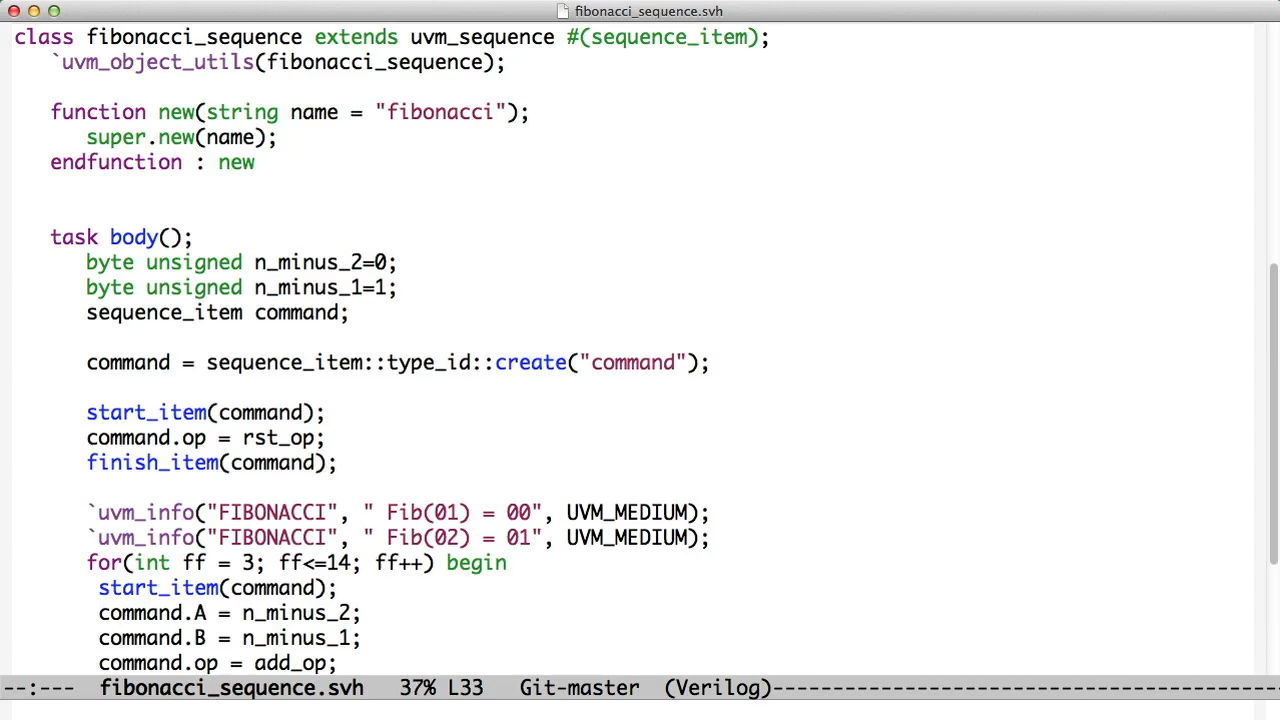 fibonacci_sequence.svh
class fibonacci_sequence extends uvm_sequence #(sequence_item);
   `uvm_object_utils(fibonacci_sequence);

   function new(string name = "fibonacci");
      super.new(name);
   endfunction : new


   task body();
      byte unsigned n_minus_2=0;
      byte unsigned n_minus_1=1;
      sequence_item command;

      command = sequence_item::type_id::create("command");

      start_item(command);
      command.op = rst_op;
      finish_item(command);

      `uvm_info("FIBONACCI", " Fib(01) = 00", UVM_MEDIUM);
      `uvm_info("FIBONACCI", " Fib(02) = 01", UVM_MEDIUM);
      for(int ff = 3; ff<=14; ff++) begin
       start_item(command);
       command.A = n_minus_2;
       command.B = n_minus_1;
       command.op = add_op;
--:---  fibonacci_sequence.svh   37% L33   Git-master  (Verilog)------------------------------------------